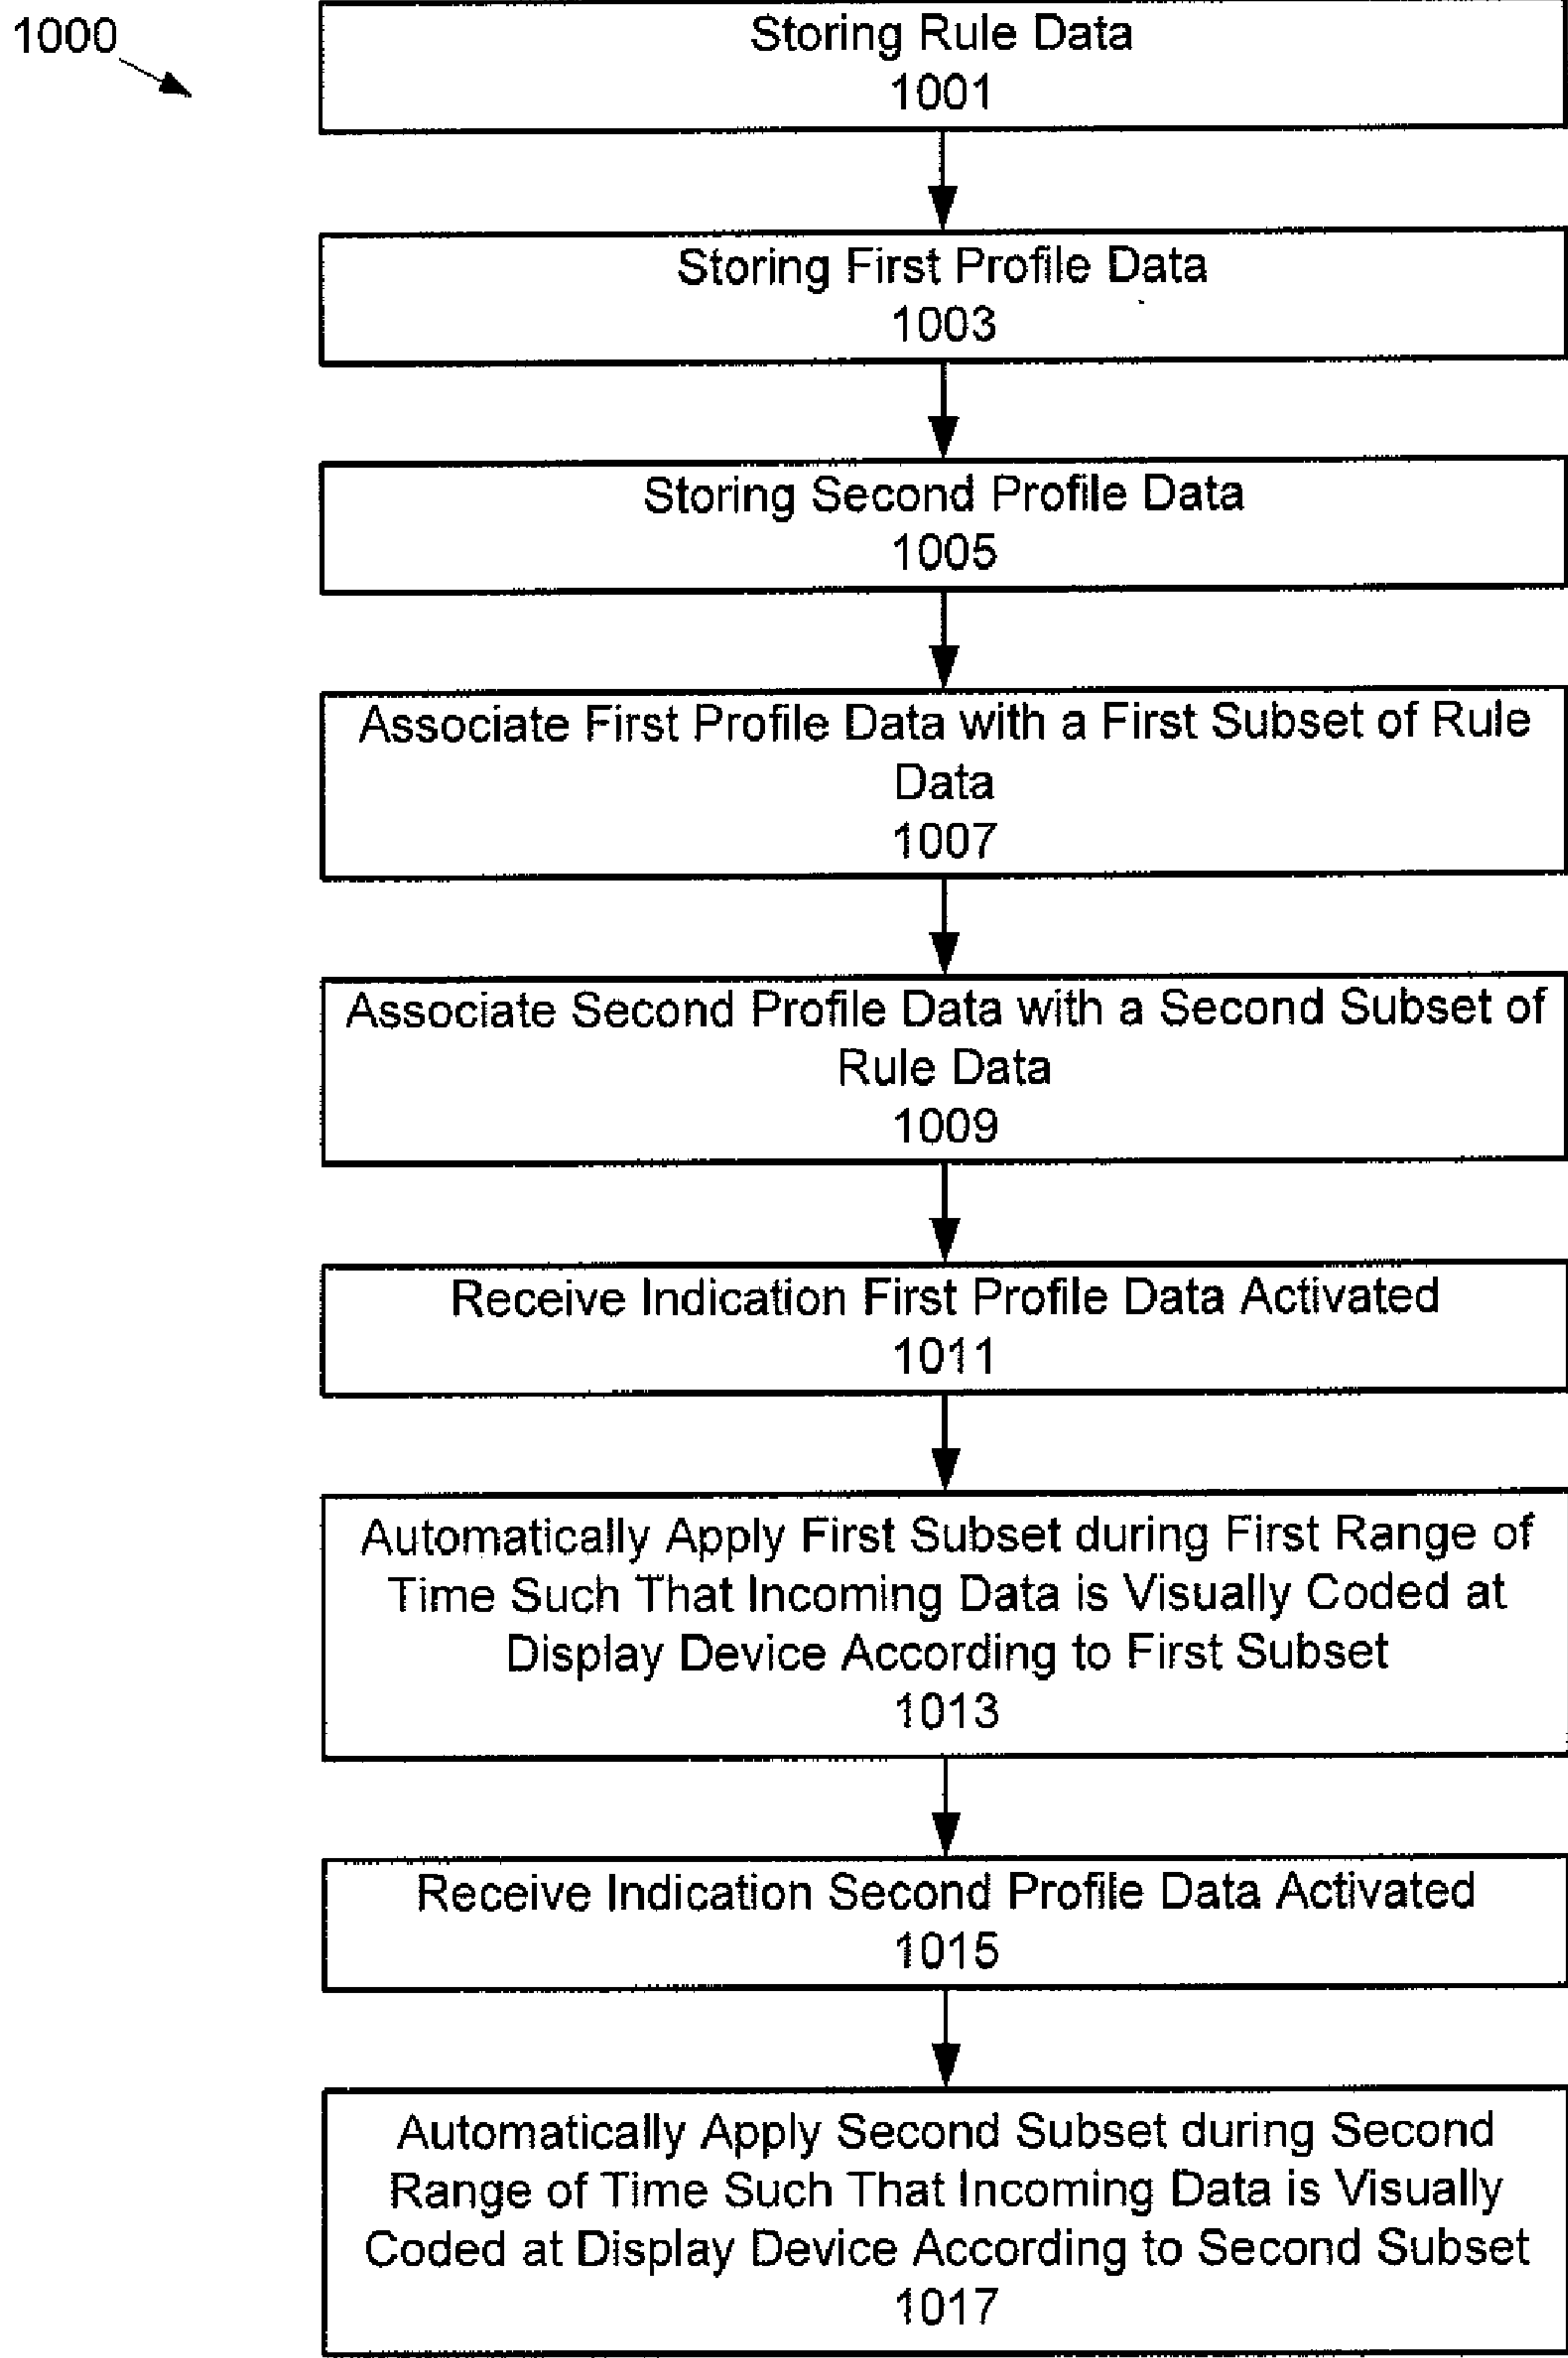 1000
Storing Rule Data
1001
Storing First Profile Data
1003
Storing Second Profile Data
1005
Associate First Profile Data with a First Subset of Rule
Data
1007
Associate Second Profile Data with a Second Subset of
Rule Data
1009
Receive Indication First Profile Data Activated
1011
Automatically Apply First Subset during First Range of
Time Such That Incoming Data is Visually Coded at
Display Device According to First Subset
1013
Receive Indication Second Profile Data Activated
1015
Automatically Apply Second Subset during Second
Range of Time Such That Incoming Data is Visually
Coded at Display Device According to Second Subset
1017